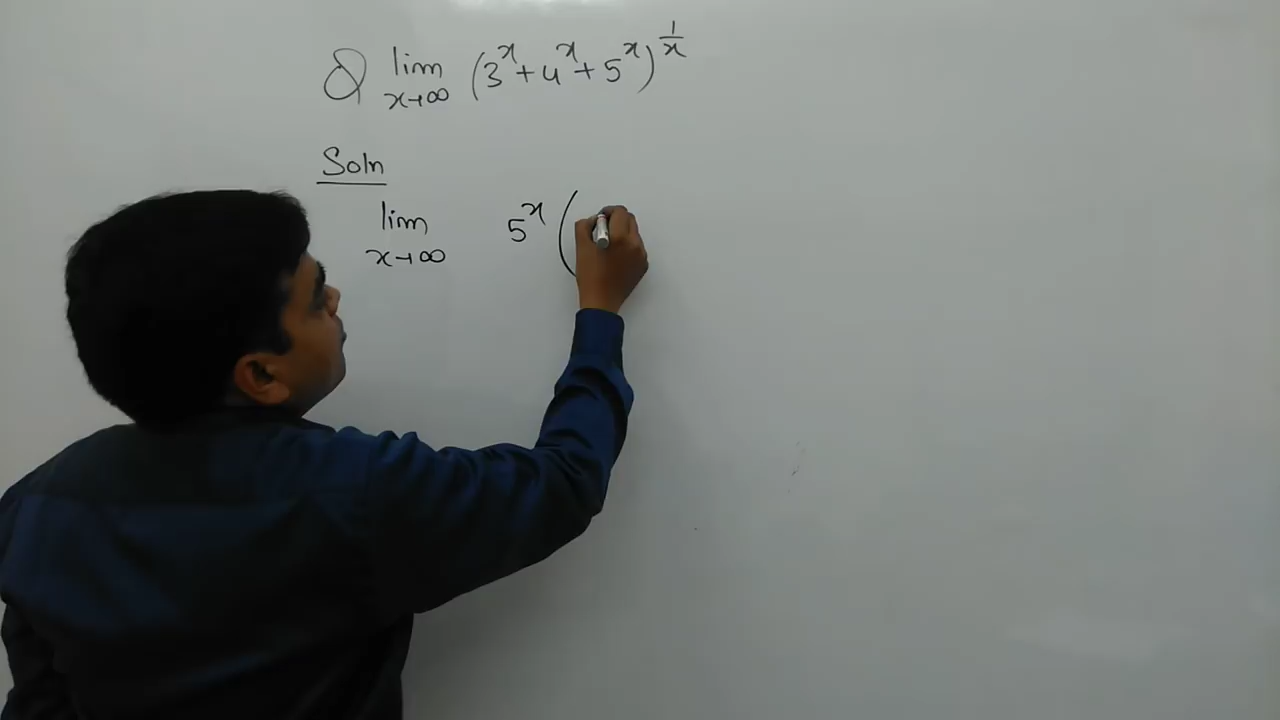 Q lim x→∞ (3^x + 4^x + 5^x)^(1/x)
Soln
lim x→∞ 5^x (